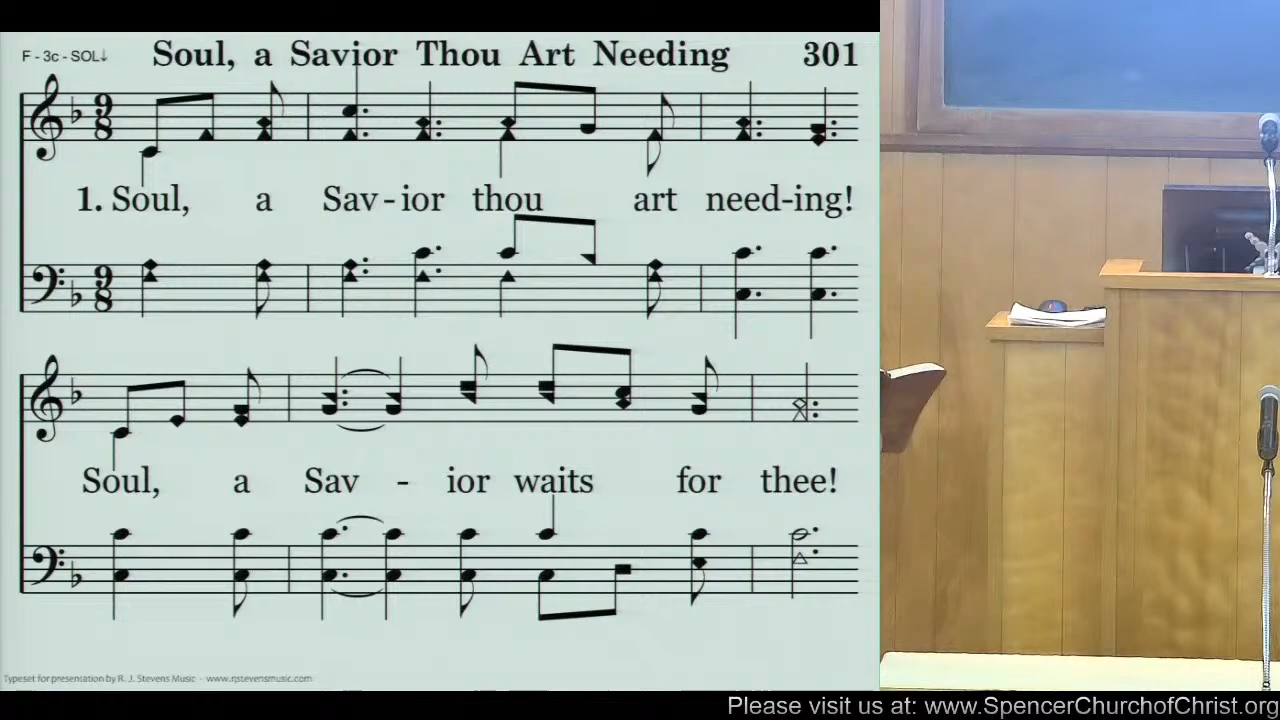 F - 3c - SOL↓ Soul, a Savior Thou Art Needing 301
1. Soul, a Sav - ior thou art need-ing!
Soul, a Sav - ior waits for thee!
Typeset for presentation by R. J. Stevens Music - www.rjstevensmusic.com
Please visit us at: www.SpencerChurchofChrist.org